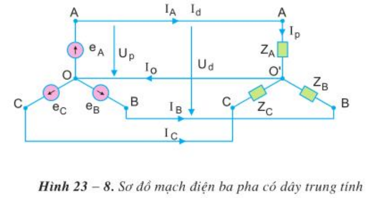 A I_A I_d A
I_p
e_A U_p Z_A
O I_o U_d O'
Z_B
C e_C e_B B I_B C Z_C B
I_C
Hình 23 – 8. Sơ đồ mạch điện ba pha có dây trung tính